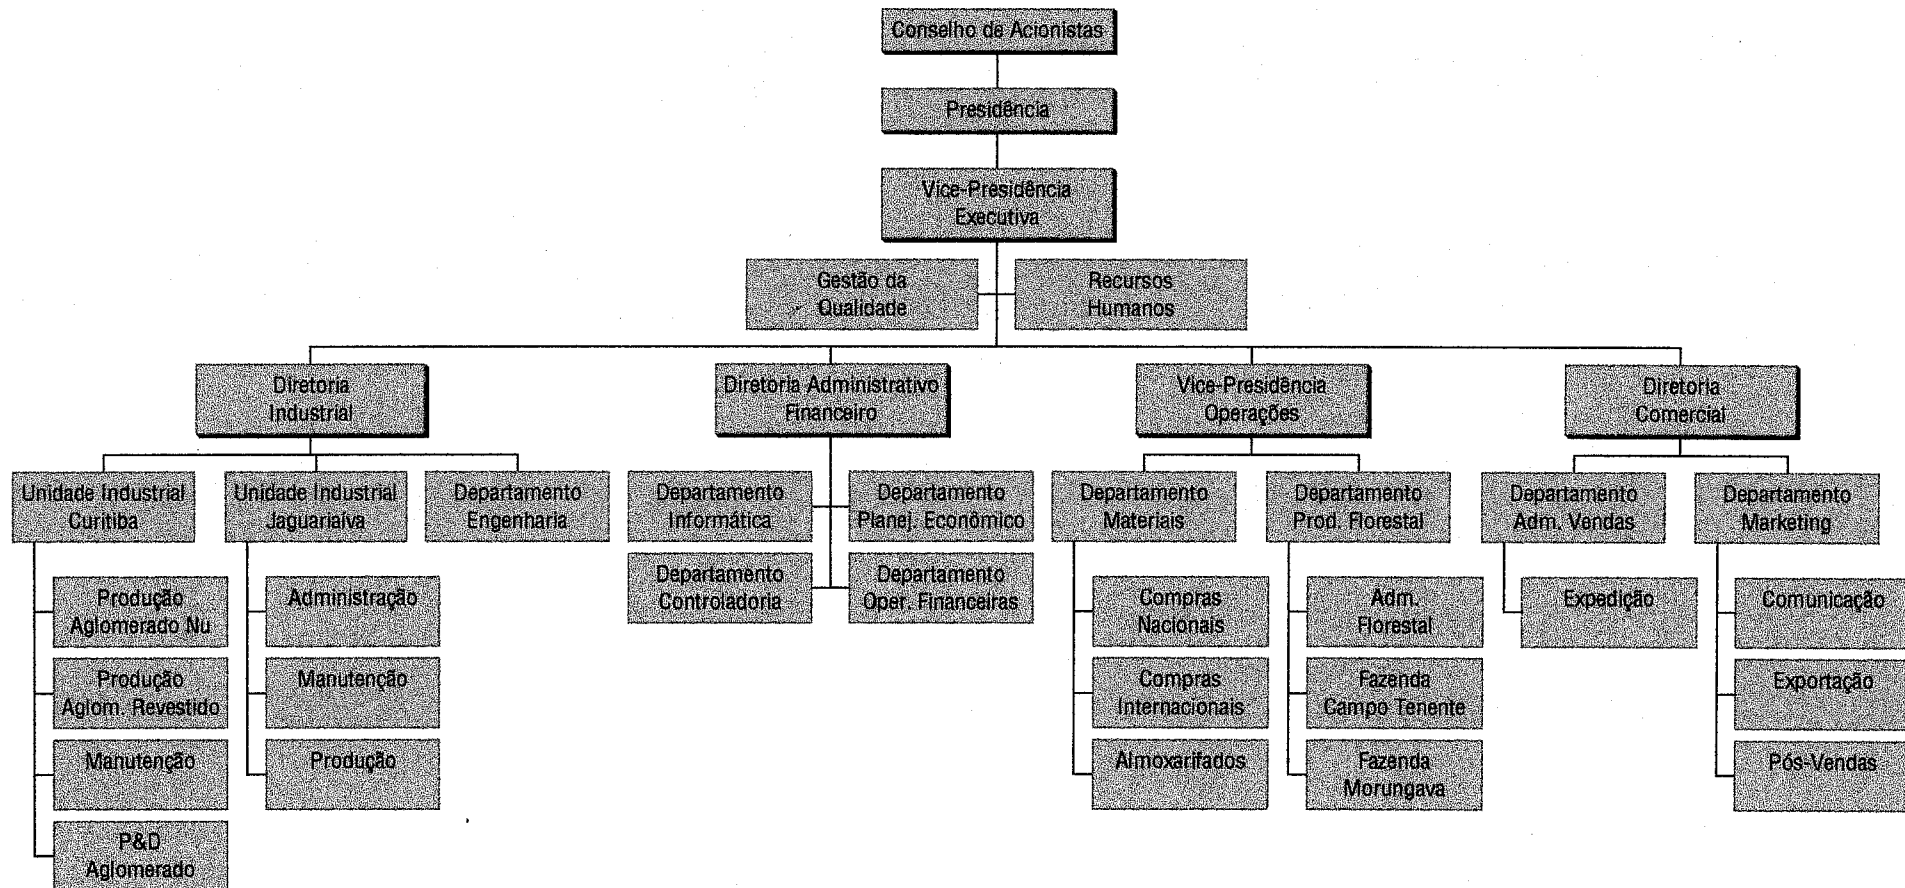 Conselho de Acionistas
Presidência
Vice-Presidência
Executiva
Gestão da
Qualidade
Recursos
Humanos
Diretoria
Industrial
Diretoria Administrativo
Financeiro
Vice-Presidência
Operações
Diretoria
Comercial
Unidade Industrial
Curitiba
Unidade Industrial
Jaguariaíva
Departamento
Engenharia
Departamento
Informática
Departamento
Planej. Econômico
Departamento
Materiais
Departamento
Prod. Florestal
Departamento
Adm. Vendas
Departamento
Marketing
Departamento
Controladoria
Departamento
Oper. Financeiras
Produção
Aglomerado Nu
Produção
Aglom. Revestido
Manutenção
P&D
Aglomerado
Administração
Manutenção
Produção
Compras
Nacionais
Compras
Internacionais
Almoxarifados
Adm.
Florestal
Fazenda
Campo Tenente
Fazenda
Morungava
Expedição
Comunicação
Exportação
Pós-Vendas